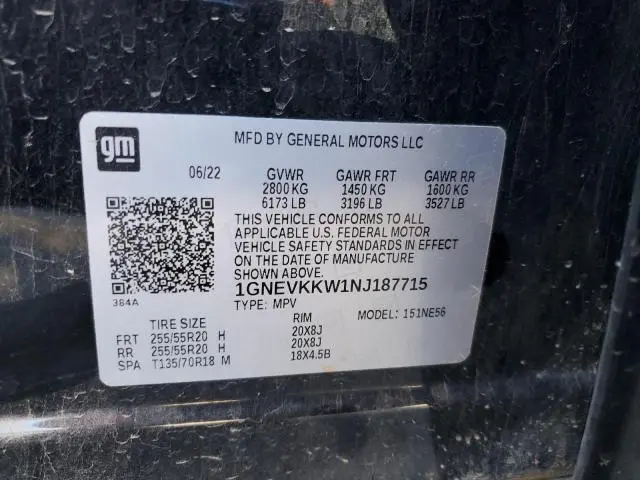 gm
MFD BY GENERAL MOTORS LLC
06/22 GVWR GAWR FRT GAWR RR
2800 KG 1450 KG 1600 KG
6173 LB 3196 LB 3527 LB
THIS VEHICLE CONFORMS TO ALL
APPLICABLE U.S. FEDERAL MOTOR
VEHICLE SAFETY STANDARDS IN EFFECT
ON THE DATE OF MANUFACTURE
SHOWN ABOVE.
384A
1GNEVKKW1NJ187715
TYPE: MPV MODEL: 151NE56
TIRE SIZE RIM
FRT 255/55R20 H 20X8J
RR 255/55R20 H 20X8J
SPA T135/70R18 M 18X4.5B